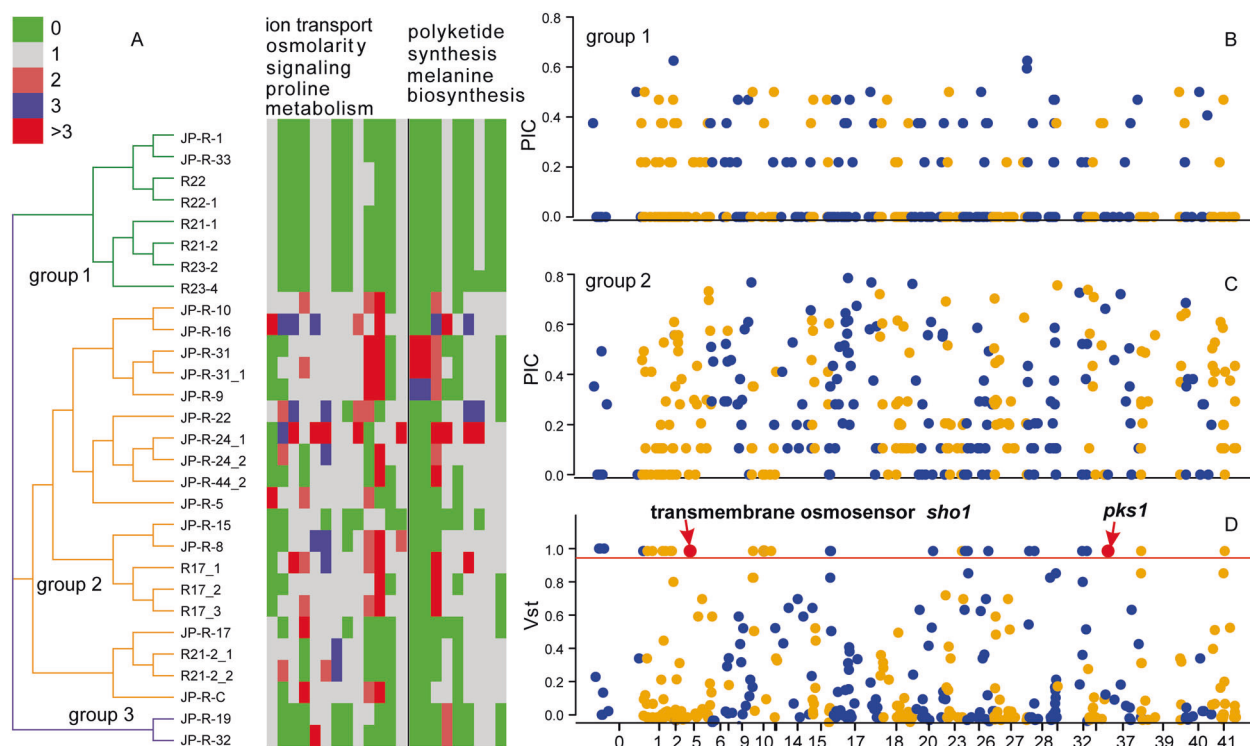 0
1
2
3
>3
A
ion transport
osmolarity
signaling
proline
metabolism
polyketide
synthesis
melanine
biosynthesis
JP-R-1
JP-R-33
R22
R22-1
R21-1
R21-2
R23-2
R23-4
JP-R-10
JP-R-16
JP-R-31
JP-R-31_1
JP-R-9
JP-R-22
JP-R-24_1
JP-R-24_2
JP-R-44_2
JP-R-5
JP-R-15
JP-R-8
R17_1
R17_2
R17_3
JP-R-17
R21-2_1
R21-2_2
JP-R-C
JP-R-19
JP-R-32
group 1
group 2
group 3
group 1
B
PIC
0.8
0.6
0.4
0.2
0.0
group 2
C
PIC
0.8
0.6
0.4
0.2
0.0
transmembrane osmosensor sho1
pks1
D
Vst
1.0
0.8
0.6
0.4
0.2
0.0
0 1 2 5 6 9 10 14 15 17 20 23 26 28 32 37 39 40 41